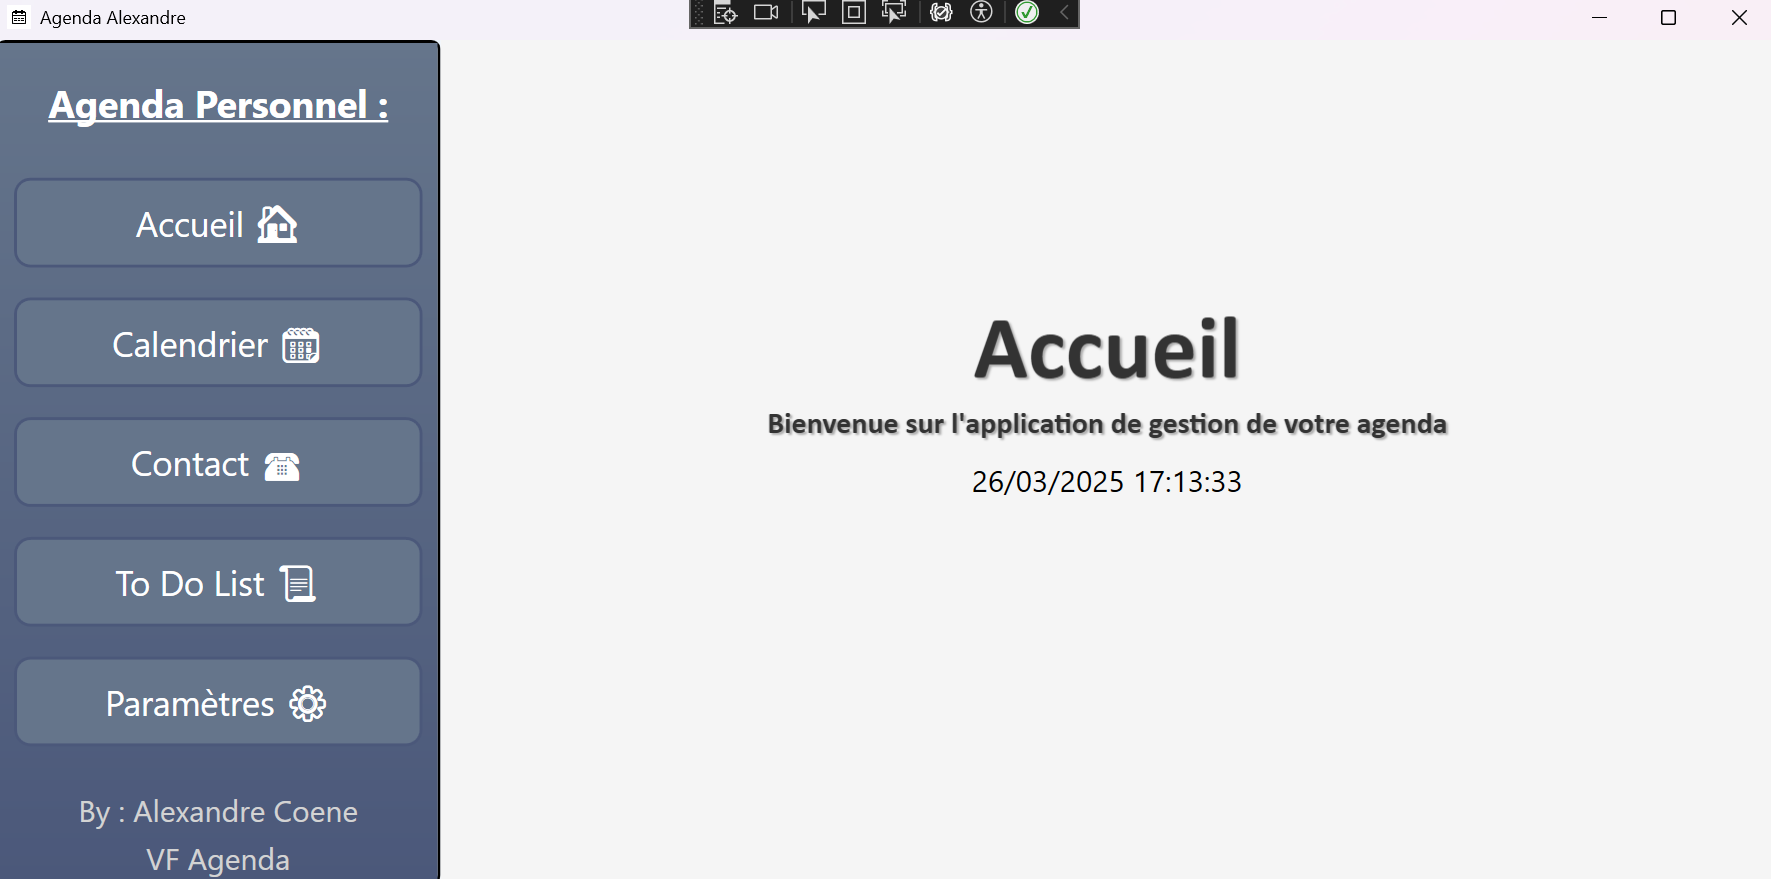 Agenda Alexandre
Agenda Personnel :
Accueil
Calendrier
Contact
To Do List
Paramètres
By : Alexandre Coene
VF Agenda
Accueil
Bienvenue sur l'application de gestion de votre agenda
26/03/2025 17:13:33